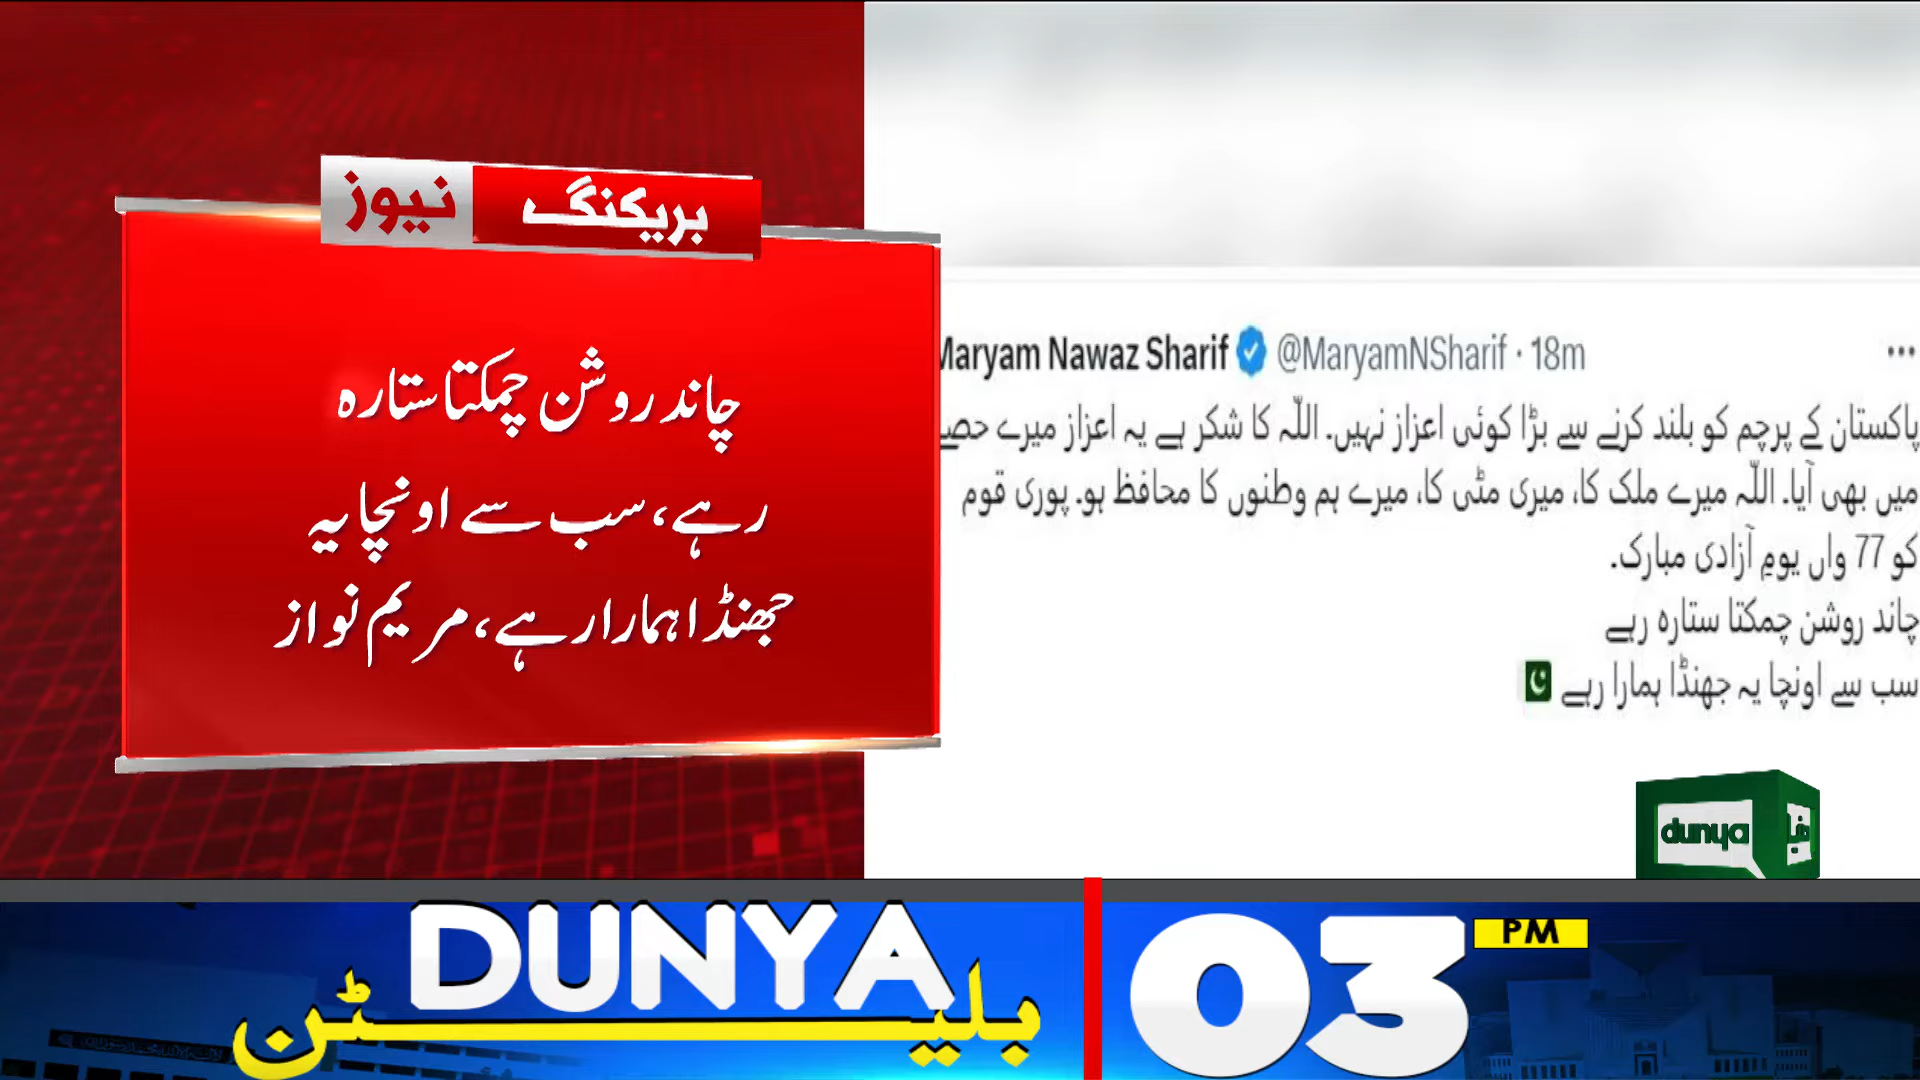 بریکنگ نیوز
چاند روشن چمکتا ستارہ
رہے، سب سے اونچا یہ
جھنڈا ہمارا رہے، مریم نواز
Maryam Nawaz Sharif @MaryamNSharif · 18m
پاکستان کے پرچم کو بلند کرنے سے بڑا کوئی اعزاز نہیں۔ اللّہ کا شکر ہے یہ اعزاز میرے حصے
میں بھی آیا۔ اللّہ میرے ملک کا، میری مٹی کا، میرے ہم وطنوں کا محافظ ہو۔ پوری قوم
کو 77 واں یومِ آزادی مبارک۔
چاند روشن چمکتا ستارہ رہے
سب سے اونچا یہ جھنڈا ہمارا رہے
dunya دنیا
DUNYA
بلیٹن
03 PM